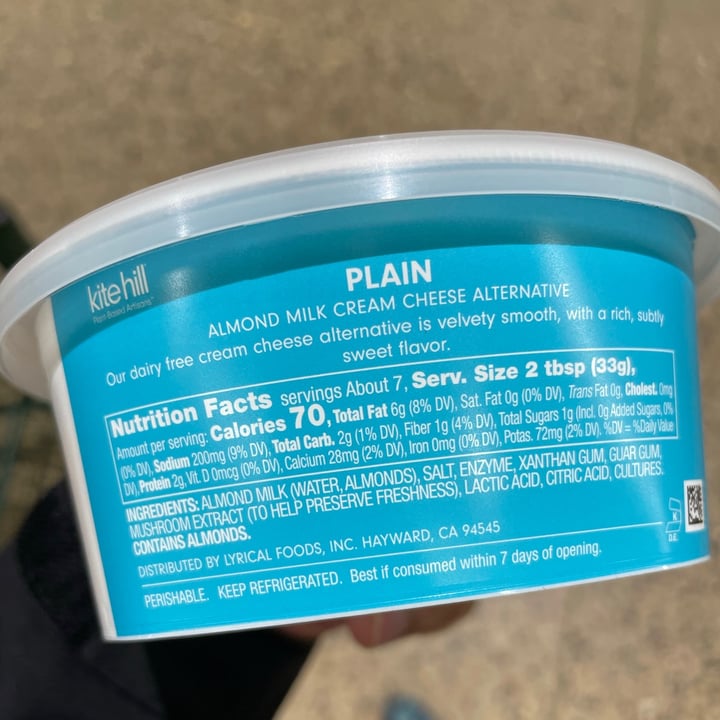 kite hill
Plant-Based Artisans™
PLAIN
ALMOND MILK CREAM CHEESE ALTERNATIVE
Our dairy free cream cheese alternative is velvety smooth, with a rich, subtly
sweet flavor.
Nutrition Facts servings About 7, Serv. Size 2 tbsp (33g),
Amount per serving: Calories 70, Total Fat 6g (8% DV), Sat. Fat 0g (0% DV), Trans Fat 0g, Cholest. 0mg
(0% DV), Sodium 200mg (9% DV), Total Carb. 2g (1% DV), Fiber 1g (4% DV), Total Sugars 1g (Incl. 0g Added Sugars, 0%
DV), Protein 2g, Vit. D 0mcg (0% DV), Calcium 28mg (2% DV), Iron 0mg (0% DV), Potas. 72mg (2% DV). %DV = %Daily Value
INGREDIENTS: ALMOND MILK (WATER, ALMONDS), SALT, ENZYME, XANTHAN GUM, GUAR GUM,
MUSHROOM EXTRACT (TO HELP PRESERVE FRESHNESS), LACTIC ACID, CITRIC ACID, CULTURES.
CONTAINS ALMONDS.
DISTRIBUTED BY LYRICAL FOODS, INC. HAYWARD, CA 94545
PERISHABLE. KEEP REFRIGERATED. Best if consumed within 7 days of opening.
K
D.E.